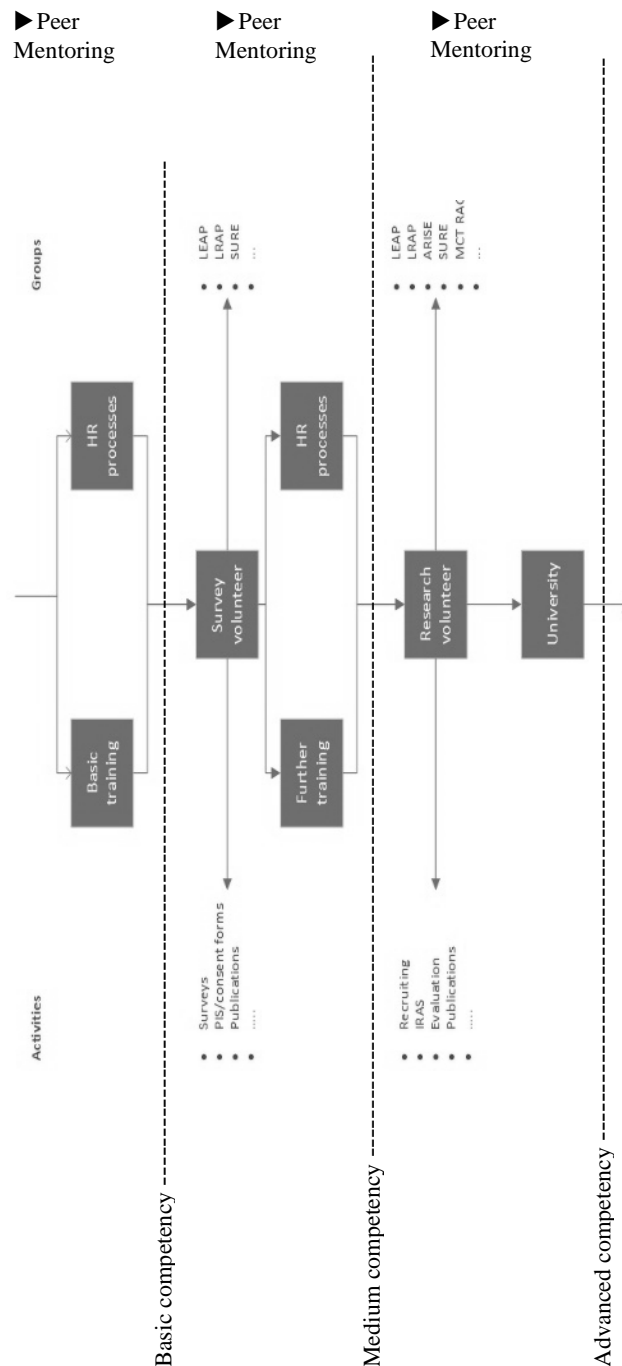 ▶ Peer
Mentoring
▶ Peer
Mentoring
▶ Peer
Mentoring
Activities
Groups
Basic
training
HR
processes
Basic competency
• Surveys
• PIS/consent forms
• Publications
• .....
Survey
volunteer
• LEAP
• LRAP
• SURE
• ...
Further
training
HR
processes
Medium competency
• Recruiting
• IRAS
• Evaluation
• Publications
• .....
Research
volunteer
• LEAP
• LRAP
• ARISE
• SURE
• MCT RAC
• ...
University
Advanced competency